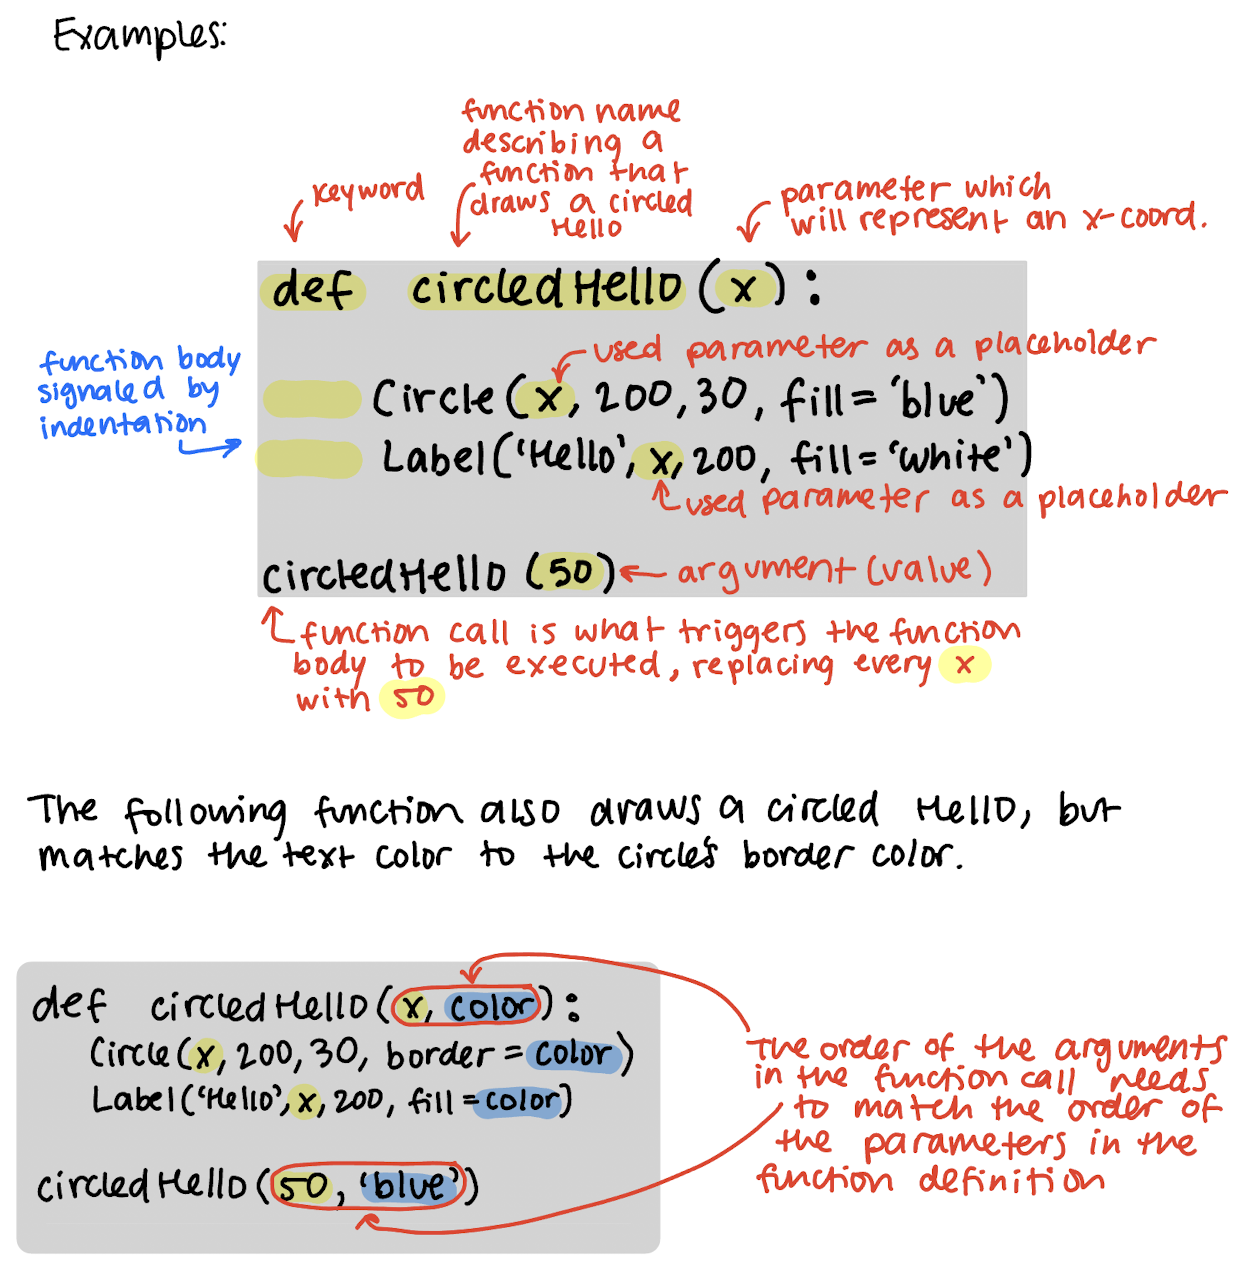 Examples:
function name
describing a
function that
draws a circled
Hello
keyword
parameter which
will represent an x-coord.
def circledHello (x):
used parameter as a placeholder
function body
signaled by
indentation
Circle(x, 200, 30, fill = 'blue')
Label('Hello', x, 200, fill = 'white')
used parameter as a placeholder
circledHello (50)
argument (value)
function call is what triggers the function
body to be executed, replacing every x
with 50
The following function also draws a circled Hello, but
matches the text color to the circle's border color.
def circledHello(x, color):
Circle(x, 200, 30, border = color)
Label('Hello', x, 200, fill = color)
circledHello(50, 'blue')
The order of the arguments
in the function call needs
to match the order of
the parameters in the
function definition